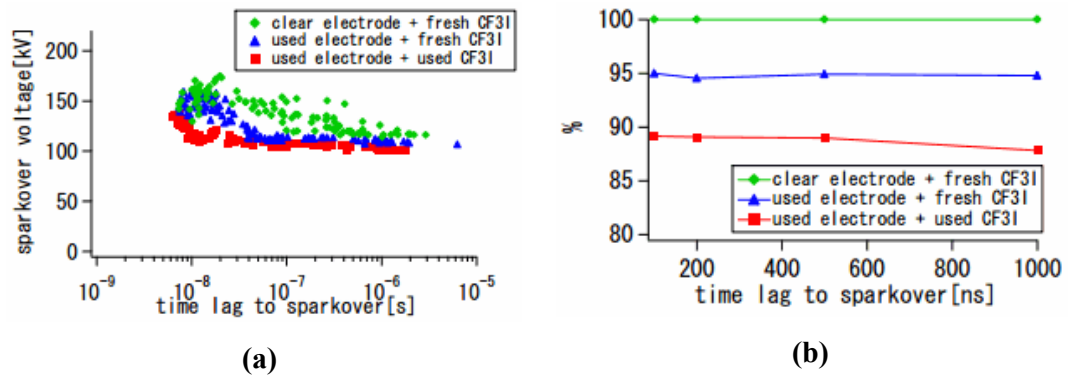 clear electrode + fresh CF3I
used electrode + fresh CF3I
used electrode + used CF3I
sparkover voltage[kV]
200
150
100
50
0
10-9
10-8
10-7
10-6
10-5
time lag to sparkover[s]
(a)
%
100
95
90
85
80
clear electrode + fresh CF3I
used electrode + fresh CF3I
used electrode + used CF3I
200
400
600
800
1000
time lag to sparkover[ns]
(b)